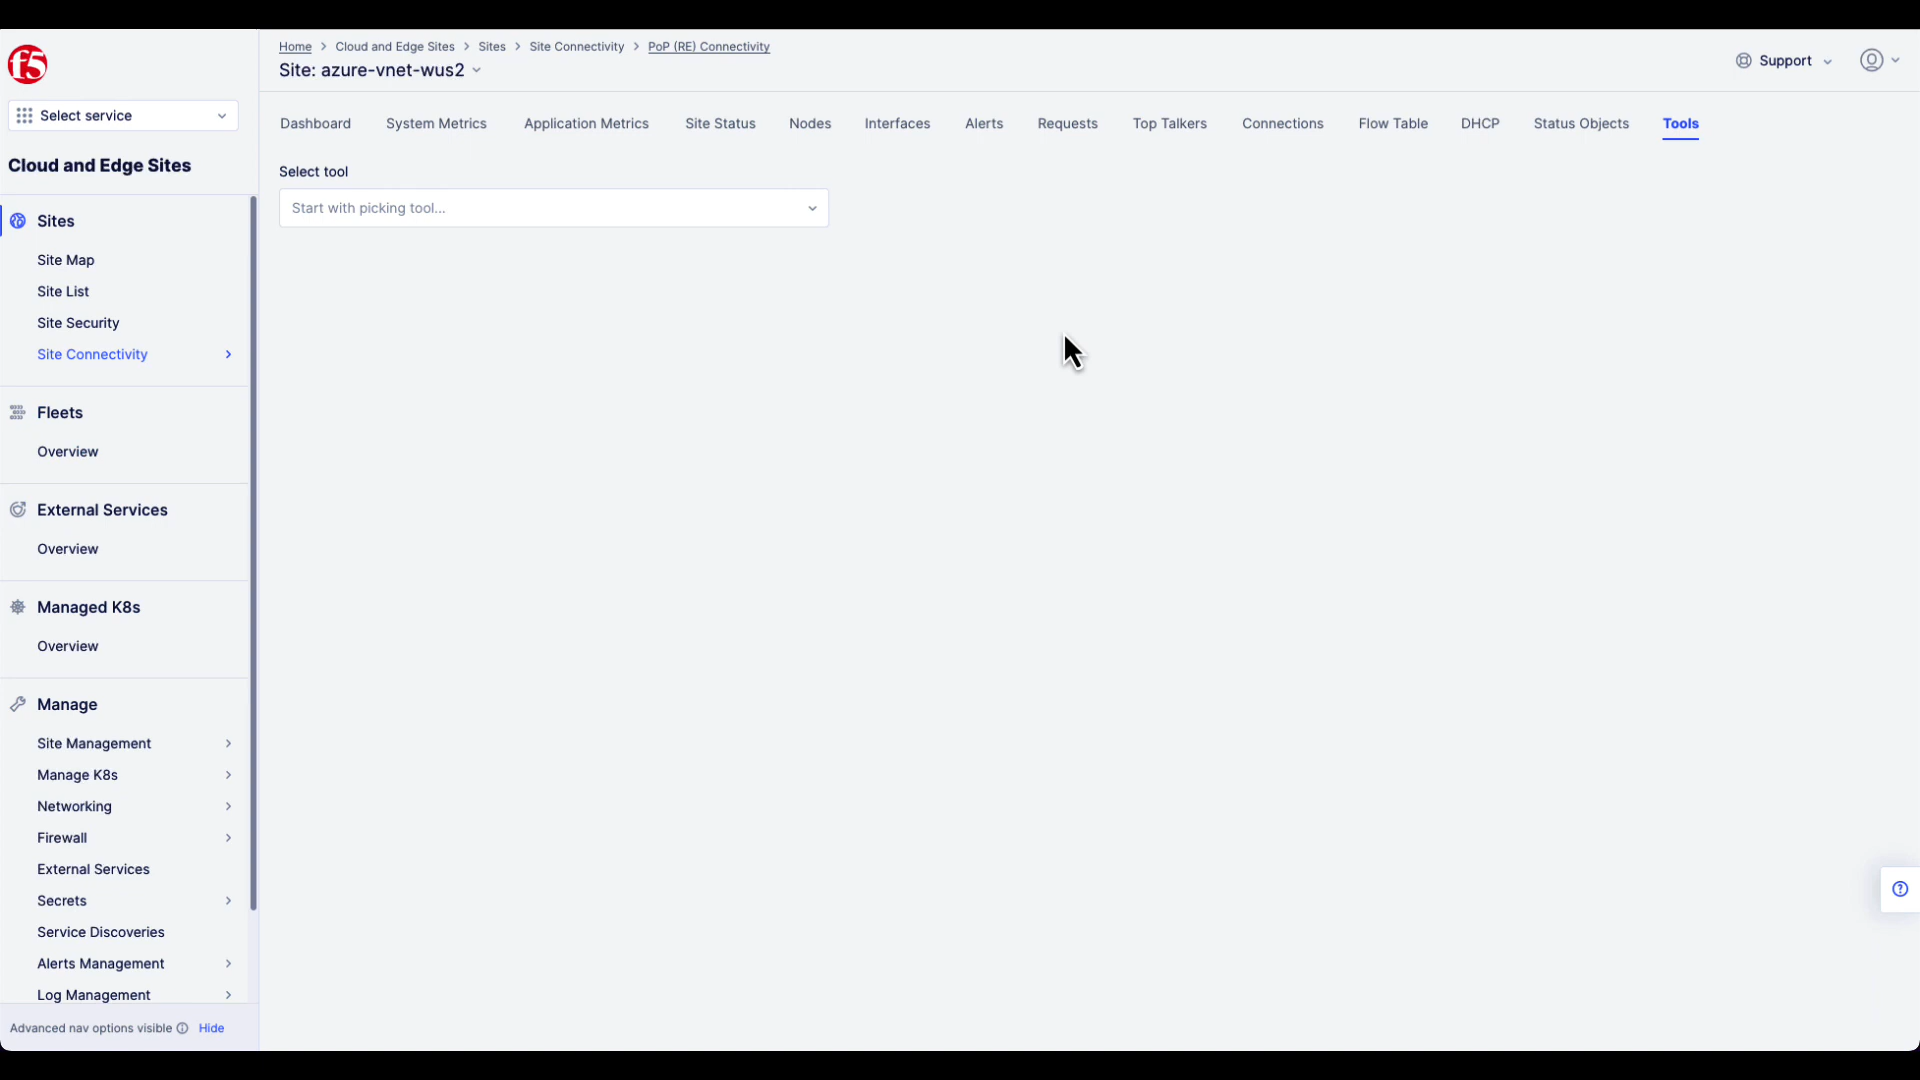 f5
Select service
Cloud and Edge Sites
Sites
Site Map
Site List
Site Security
Site Connectivity
Fleets
Overview
External Services
Overview
Managed K8s
Overview
Manage
Site Management
Manage K8s
Networking
Firewall
External Services
Secrets
Service Discoveries
Alerts Management
Log Management
Advanced nav options visible Hide
Home > Cloud and Edge Sites > Sites > Site Connectivity > PoP (RE) Connectivity
Site: azure-vnet-wus2
Support
Dashboard System Metrics Application Metrics Site Status Nodes Interfaces Alerts Requests Top Talkers Connections Flow Table DHCP Status Objects Tools
Select tool
Start with picking tool...